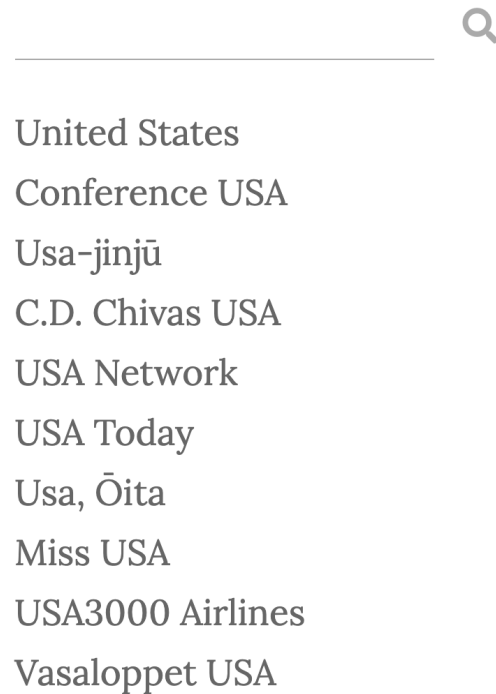 United States
Conference USA
Usa-jinjū
C.D. Chivas USA
USA Network
USA Today
Usa, Ōita
Miss USA
USA3000 Airlines
Vasaloppet USA